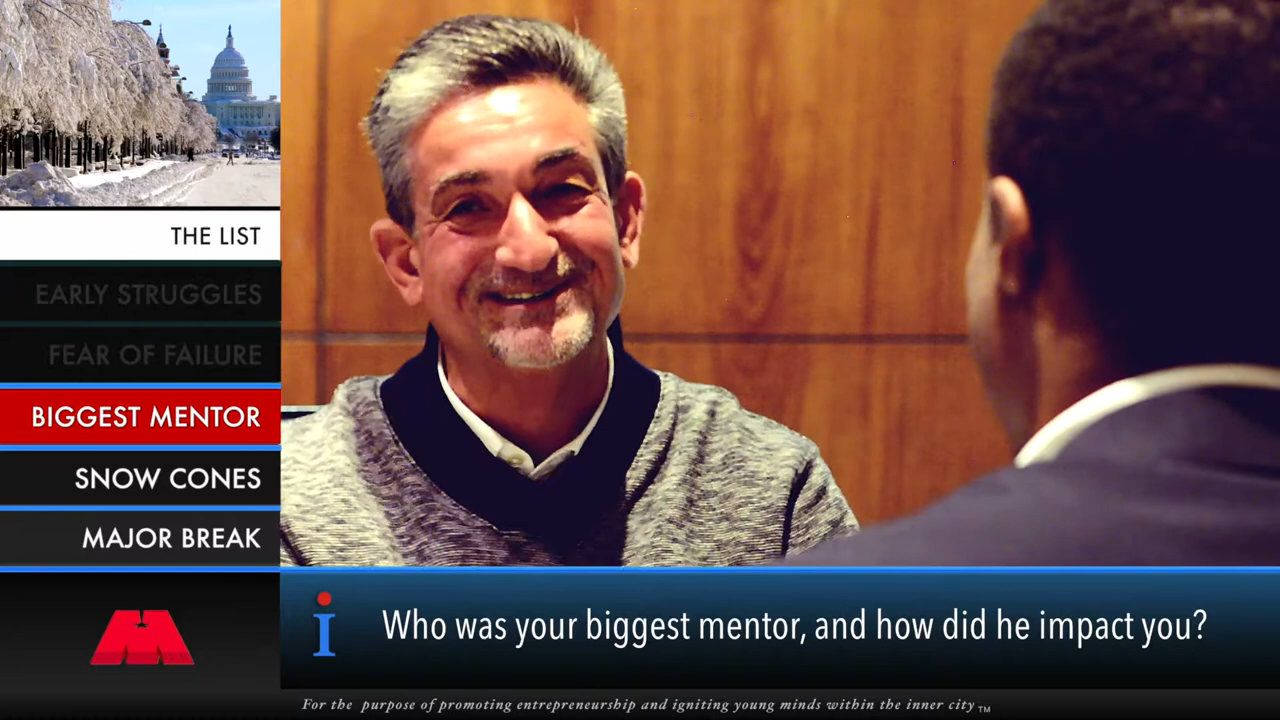 THE LIST
EARLY STRUGGLES
FEAR OF FAILURE
BIGGEST MENTOR
SNOW CONES
MAJOR BREAK
i
Who was your biggest mentor, and how did he impact you?
M
For the purpose of promoting entrepreneurship and igniting young minds within the inner city ™